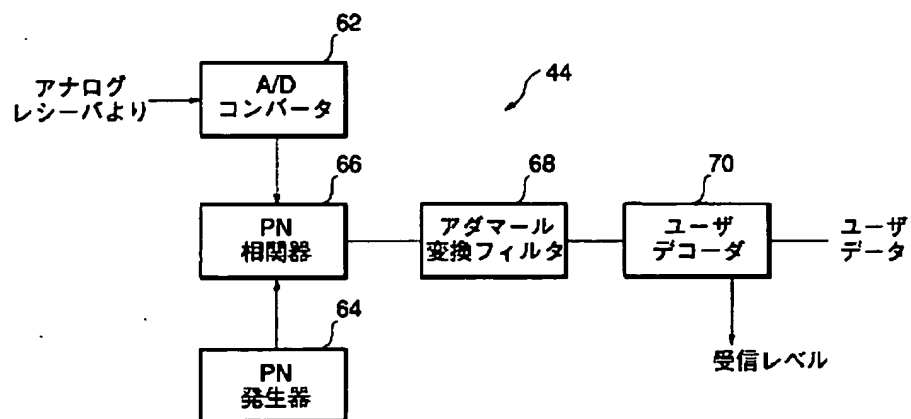 62
アナログ
レシーバより
A/D
コンバータ
44
66
PN
相関器
68
アダマール
変換フィルタ
70
ユーザ
デコーダ
ユーザ
データ
64
PN
発生器
受信レベル